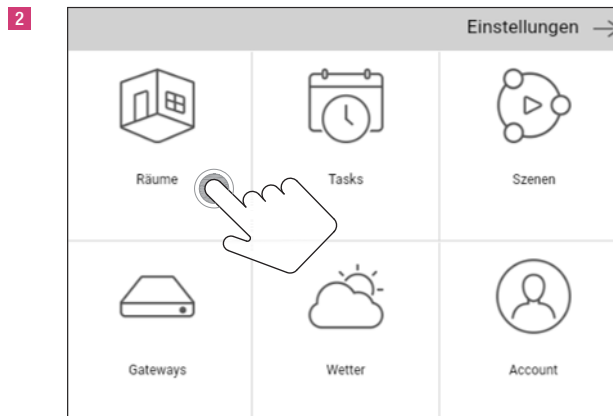 2
Einstellungen
Räume
Tasks
Szenen
Gateways
Wetter
Account